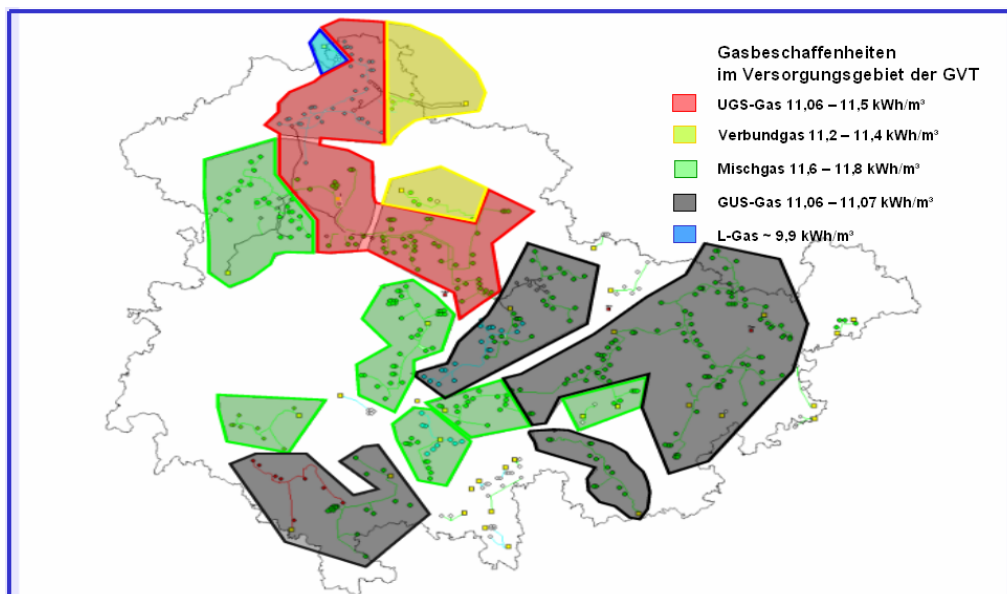 Gasbeschaffenheiten
im Versorgungsgebiet der GVT
UGS-Gas 11,06 – 11,5 kWh/m³
Verbundgas 11,2 – 11,4 kWh/m³
Mischgas 11,6 – 11,8 kWh/m³
GUS-Gas 11,06 – 11,07 kWh/m³
L-Gas ~ 9,9 kWh/m³